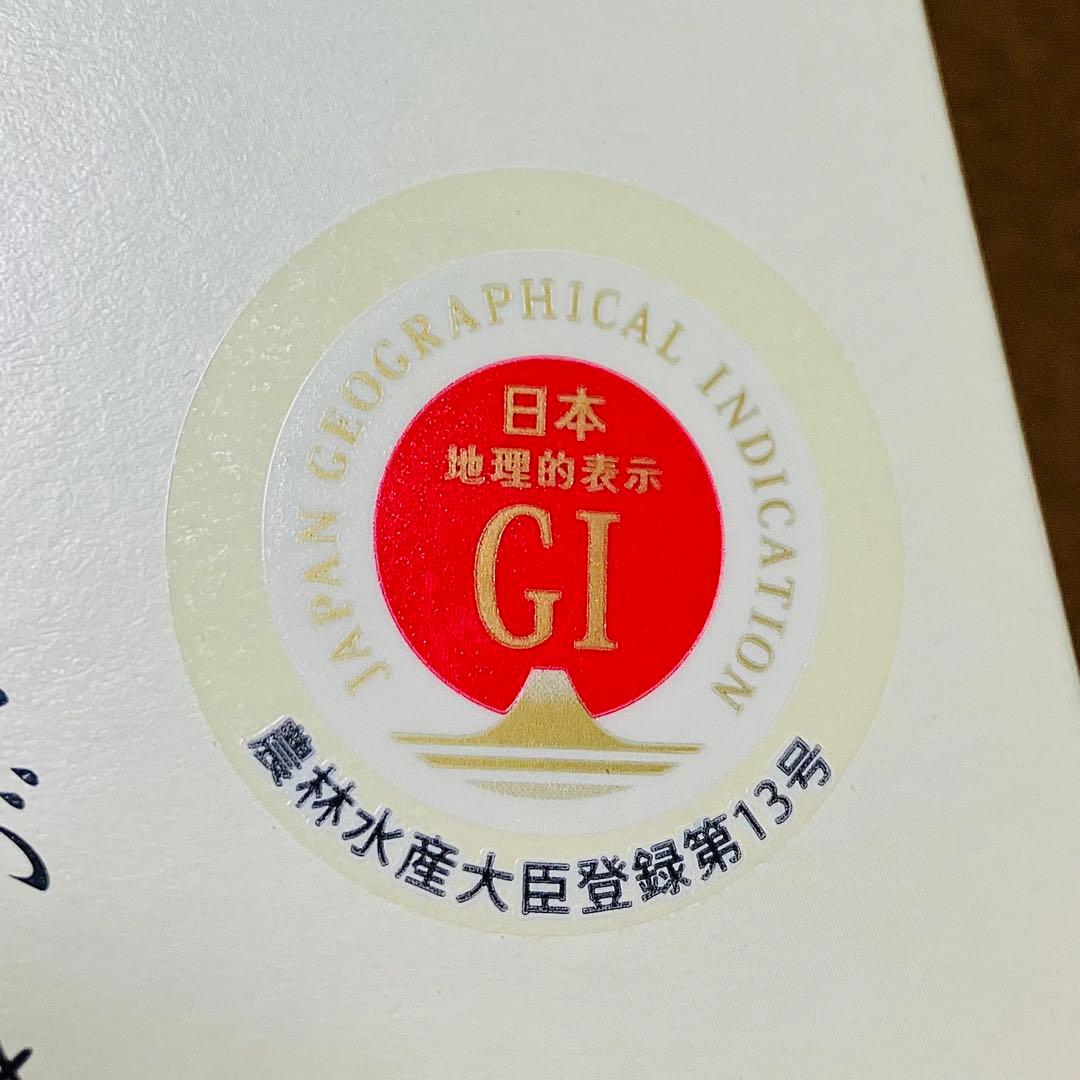 JAPAN GEOGRAPHICAL INDICATION
日本
地理的表示
GI
農林水産大臣登録第13号